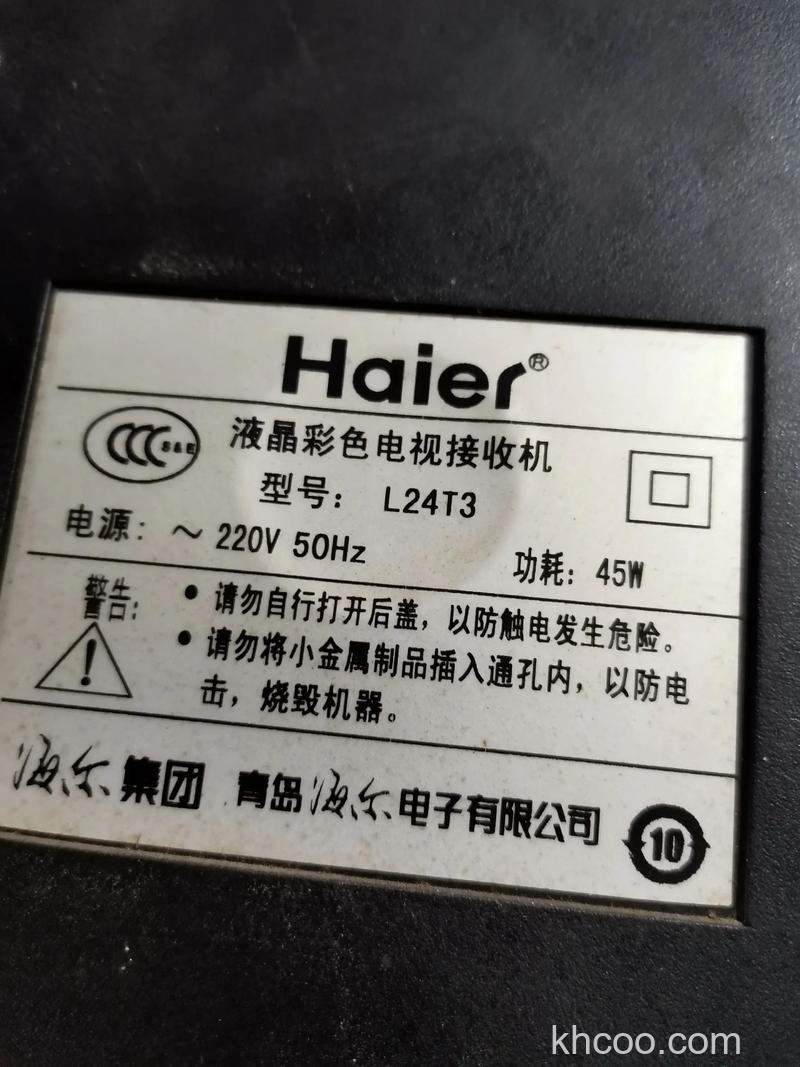 Haier®
CCC S&E
液晶彩色电视接收机
型号： L24T3
电源：～220V 50Hz
功耗：45W
警告：
• 请勿自行打开后盖，以防触电发生危险。
• 请勿将小金属制品插入通孔内，以防电
击，烧毁机器。
!
海尔集团 青岛海尔电子有限公司
10
khcoo.com